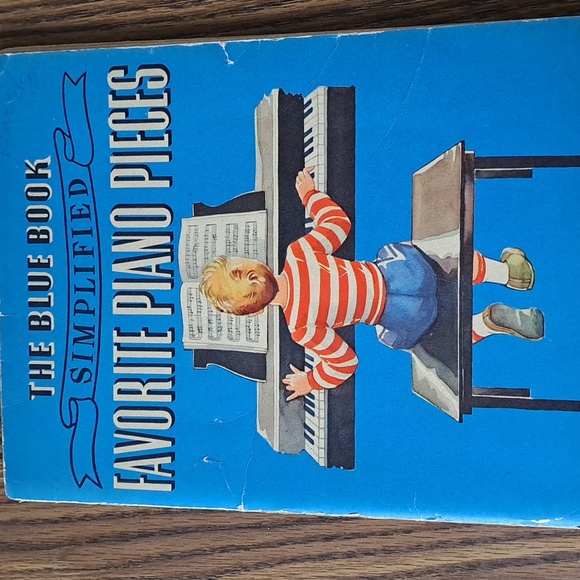 THE BLUE BOOK
SIMPLIFIED
FAVORITE PIANO PIECES